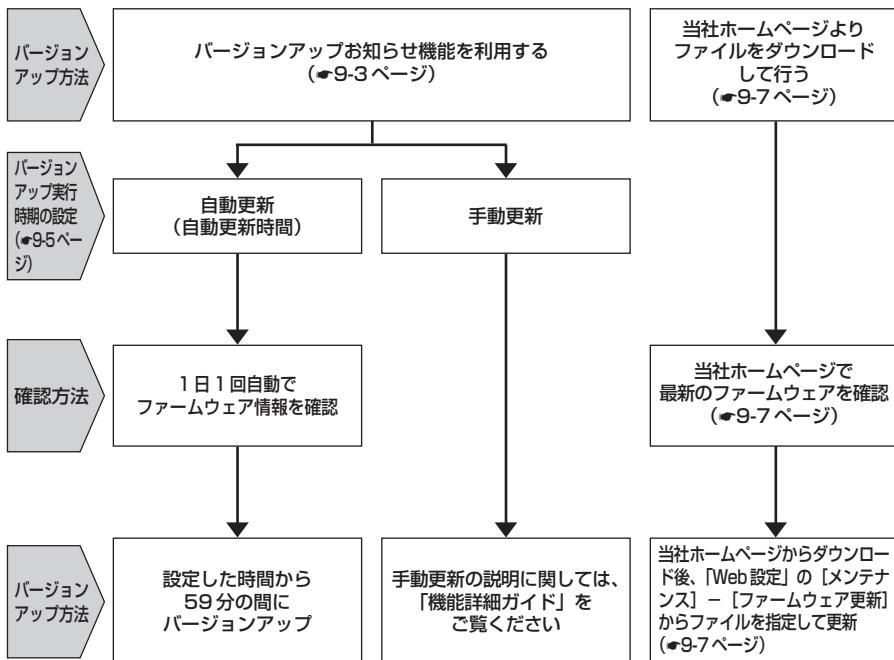 バージョン
アップ方法
バージョンアップお知らせ機能を利用する
(☛9-3ページ)
当社ホームページより
ファイルをダウンロード
して行う
(☛9-7ページ)
バージョン
アップ実行
時期の設定
(☛9-5ペー
ジ)
自動更新
(自動更新時間)
手動更新
確認方法
1日1回自動で
ファームウェア情報を確認
当社ホームページで
最新のファームウェアを確認
(☛9-7ページ)
バージョン
アップ方法
設定した時間から
59分の間に
バージョンアップ
手動更新の説明に関しては、
「機能詳細ガイド」を
ご覧ください
当社ホームページからダウンロー
ド後、「Web設定」の[メンテ
ナンス]-[ファームウェア更新]
からファイルを指定して更新
(☛9-7ページ)